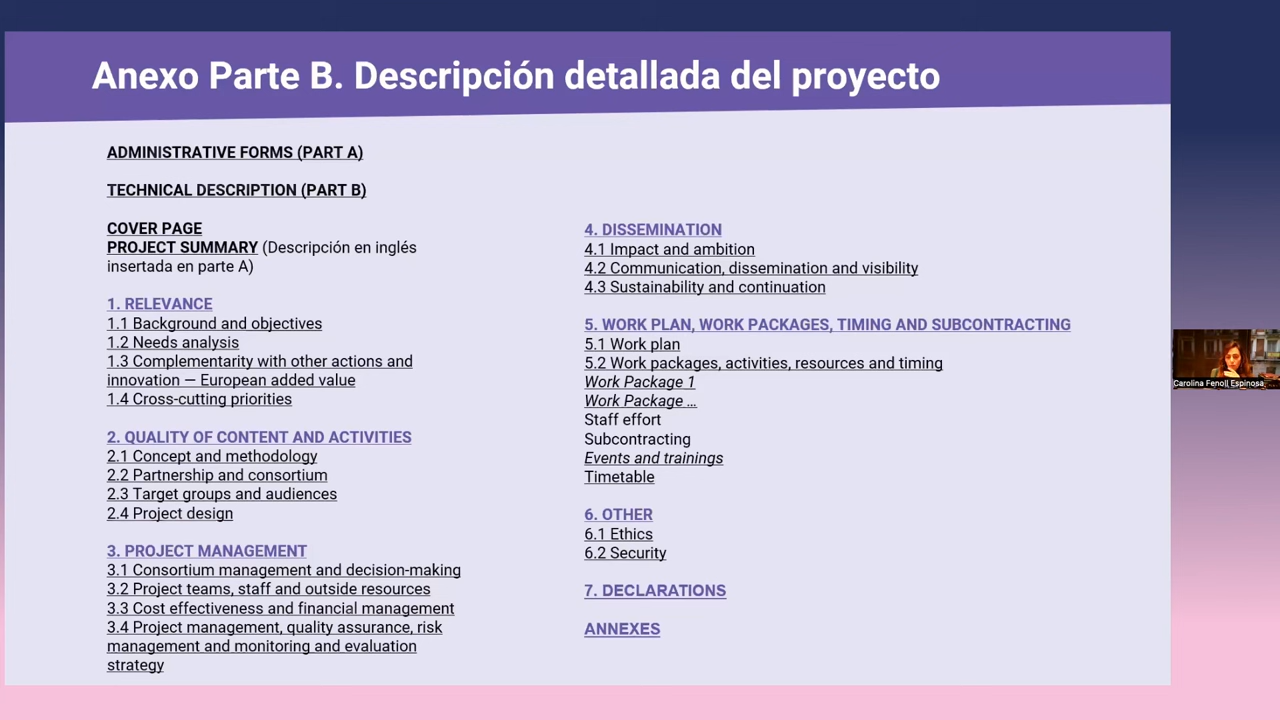 Anexo Parte B. Descripción detallada del proyecto
ADMINISTRATIVE FORMS (PART A)
TECHNICAL DESCRIPTION (PART B)
COVER PAGE
PROJECT SUMMARY (Descripción en inglés
insertada en parte A)
1. RELEVANCE
1.1 Background and objectives
1.2 Needs analysis
1.3 Complementarity with other actions and
innovation — European added value
1.4 Cross-cutting priorities
2. QUALITY OF CONTENT AND ACTIVITIES
2.1 Concept and methodology
2.2 Partnership and consortium
2.3 Target groups and audiences
2.4 Project design
3. PROJECT MANAGEMENT
3.1 Consortium management and decision-making
3.2 Project teams, staff and outside resources
3.3 Cost effectiveness and financial management
3.4 Project management, quality assurance, risk
management and monitoring and evaluation
strategy
4. DISSEMINATION
4.1 Impact and ambition
4.2 Communication, dissemination and visibility
4.3 Sustainability and continuation
5. WORK PLAN, WORK PACKAGES, TIMING AND SUBCONTRACTING
5.1 Work plan
5.2 Work packages, activities, resources and timing
Work Package 1
Work Package …
Staff effort
Subcontracting
Events and trainings
Timetable
6. OTHER
6.1 Ethics
6.2 Security
7. DECLARATIONS
ANNEXES
Carolina Fenoll Espinosa